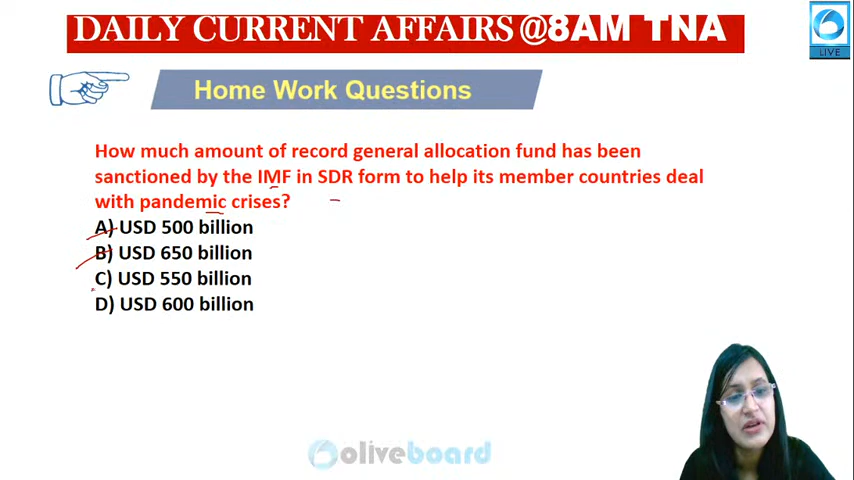 DAILY CURRENT AFFAIRS @8AM TNA
LIVE
Home Work Questions
How much amount of record general allocation fund has been
sanctioned by the IMF in SDR form to help its member countries deal
with pandemic crises?
A) USD 500 billion
B) USD 650 billion
C) USD 550 billion
D) USD 600 billion
oliveboard